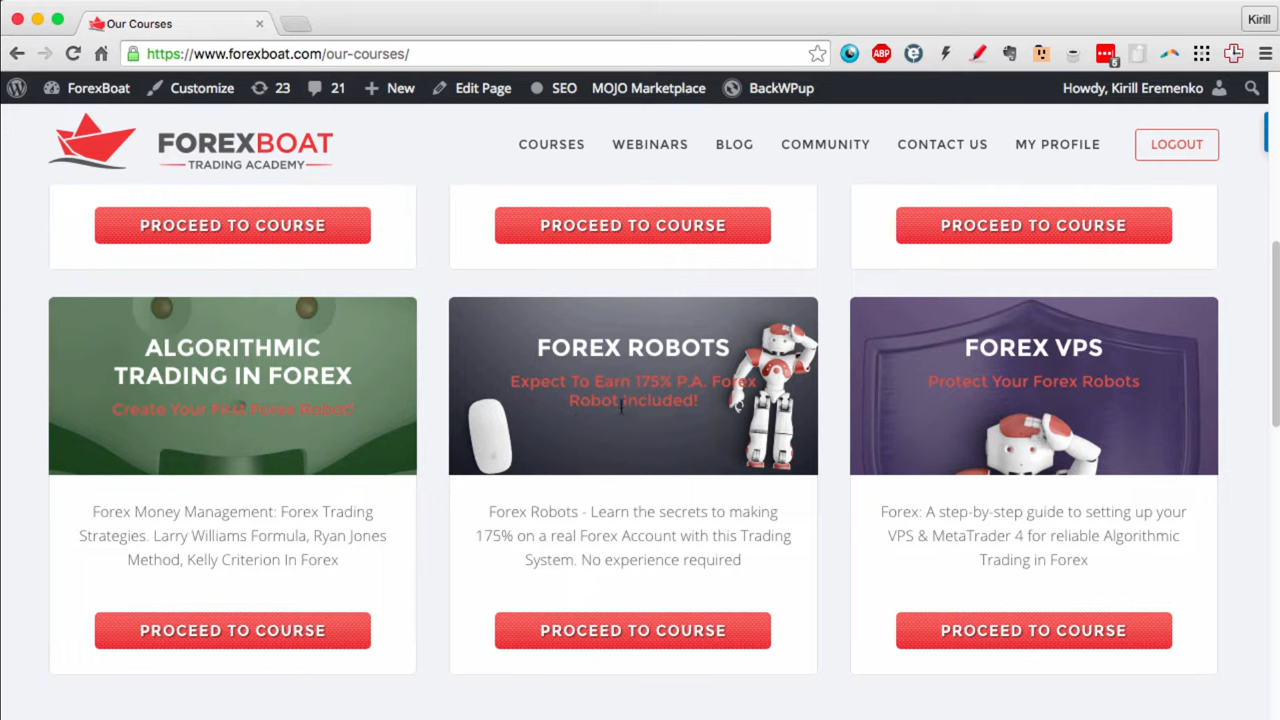 Our Courses
Kirill
https://www.forexboat.com/our-courses/
ABP
6
ForexBoat
Customize
23
21
New
Edit Page
SEO
MOJO Marketplace
BackWPup
Howdy, Kirill Eremenko
FOREXBOAT
TRADING ACADEMY
COURSES
WEBINARS
BLOG
COMMUNITY
CONTACT US
MY PROFILE
LOGOUT
PROCEED TO COURSE
PROCEED TO COURSE
PROCEED TO COURSE
ALGORITHMIC
TRADING IN FOREX
Create Your First Forex Robot!
FOREX ROBOTS
Expect To Earn 175% P.A. Forex
Robot Included!
FOREX VPS
Protect Your Forex Robots
Forex Money Management: Forex Trading
Strategies. Larry Williams Formula, Ryan Jones
Method, Kelly Criterion In Forex
Forex Robots - Learn the secrets to making
175% on a real Forex Account with this Trading
System. No experience required
Forex: A step-by-step guide to setting up your
VPS & MetaTrader 4 for reliable Algorithmic
Trading in Forex
PROCEED TO COURSE
PROCEED TO COURSE
PROCEED TO COURSE